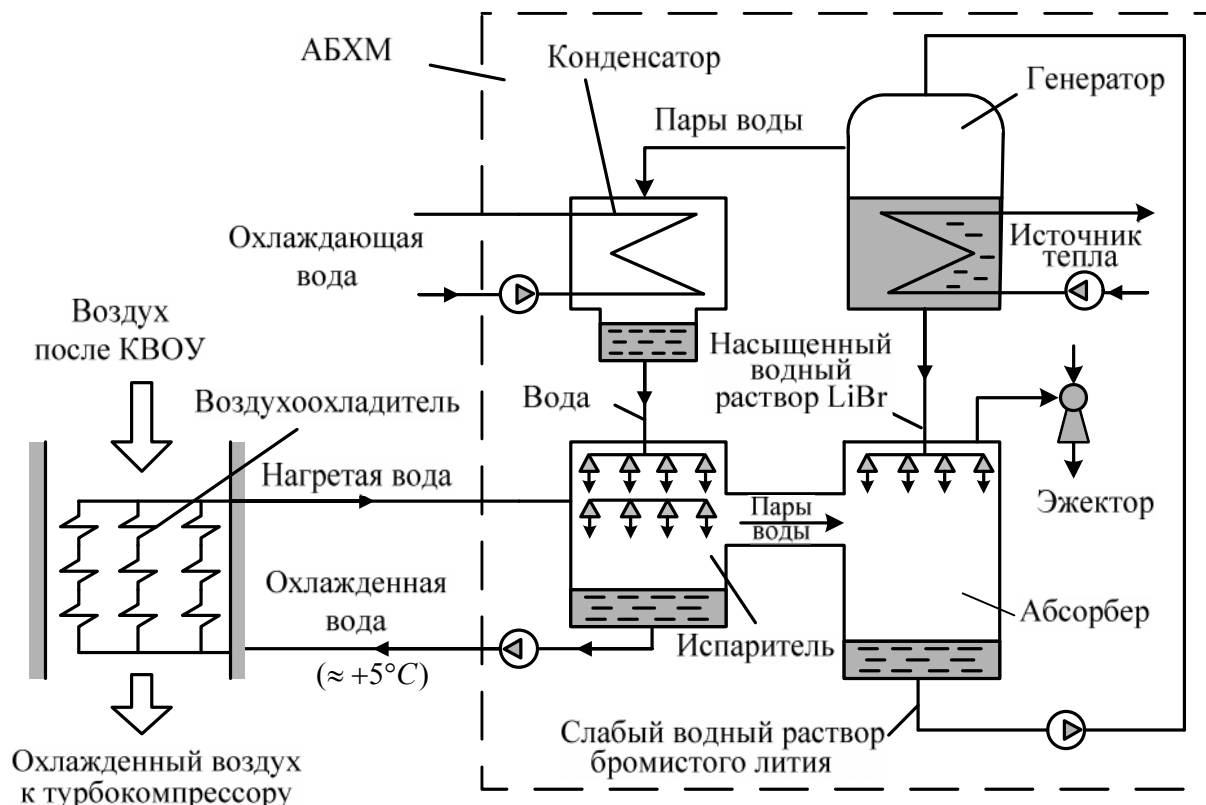 АБХМ
Конденсатор
Генератор
Пары воды
Охлаждающая
вода
Источник
тепла
Воздух
после КВОУ
Насыщенный
водный
раствор LiBr
Воздухоохладитель
Вода
Нагретая вода
Пары
воды
Эжектор
Охлажденная
вода
(≈ +5°C)
Испаритель
Абсорбер
Слабый водный раствор
бромистого лития
Охлажденный воздух
к турбокомпрессору